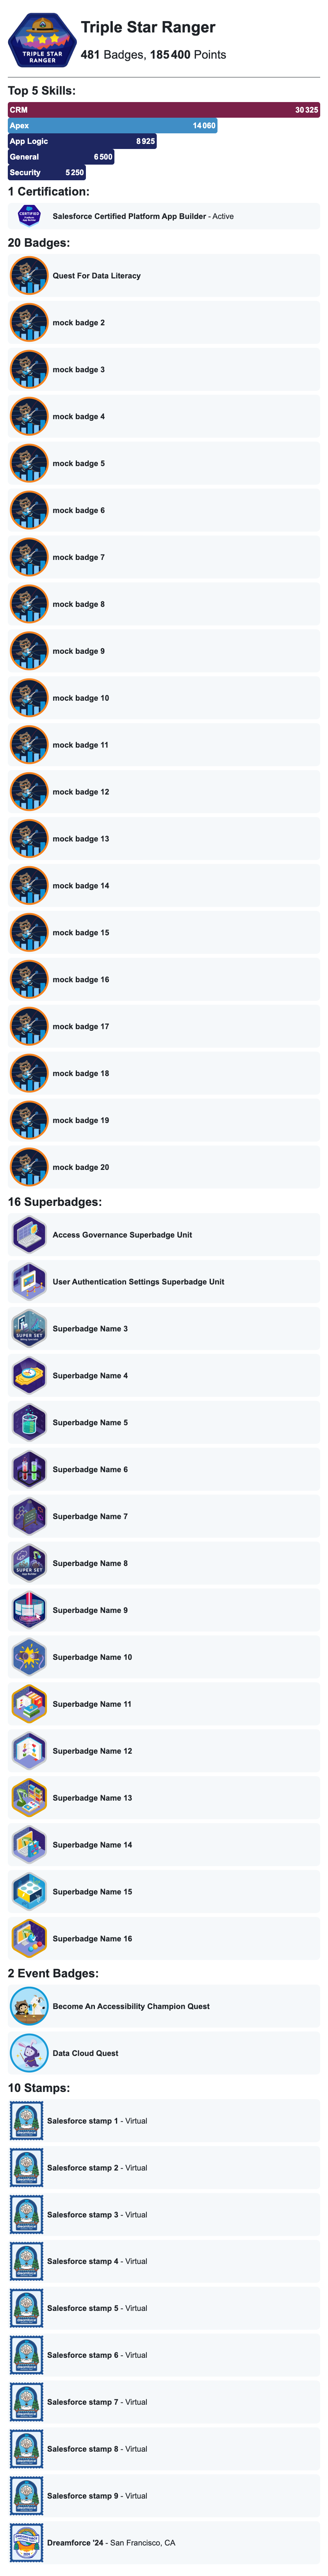 TRIPLE STAR
RANGER
Triple Star Ranger
481 Badges, 185 400 Points
Top 5 Skills:
CRM 30 325
Apex 14 060
App Logic 8 925
General 6 500
Security 5 250
1 Certification:
CERTIFIED
Salesforce Certified Platform App Builder - Active
20 Badges:
Quest For Data Literacy
mock badge 2
mock badge 3
mock badge 4
mock badge 5
mock badge 6
mock badge 7
mock badge 8
mock badge 9
mock badge 10
mock badge 11
mock badge 12
mock badge 13
mock badge 14
mock badge 15
mock badge 16
mock badge 17
mock badge 18
mock badge 19
mock badge 20
16 Superbadges:
Access Governance Superbadge Unit
User Authentication Settings Superbadge Unit
SUPER SET
Superbadge Name 3
Superbadge Name 4
Superbadge Name 5
Superbadge Name 6
Superbadge Name 7
SUPER SET
Superbadge Name 8
Superbadge Name 9
Superbadge Name 10
Superbadge Name 11
Superbadge Name 12
Superbadge Name 13
Superbadge Name 14
Superbadge Name 15
Superbadge Name 16
2 Event Badges:
Become An Accessibility Champion Quest
Data Cloud Quest
10 Stamps:
Salesforce stamp 1 - Virtual
Salesforce stamp 2 - Virtual
Salesforce stamp 3 - Virtual
Salesforce stamp 4 - Virtual
Salesforce stamp 5 - Virtual
Salesforce stamp 6 - Virtual
Salesforce stamp 7 - Virtual
Salesforce stamp 8 - Virtual
Salesforce stamp 9 - Virtual
Dreamforce '24 - San Francisco, CA